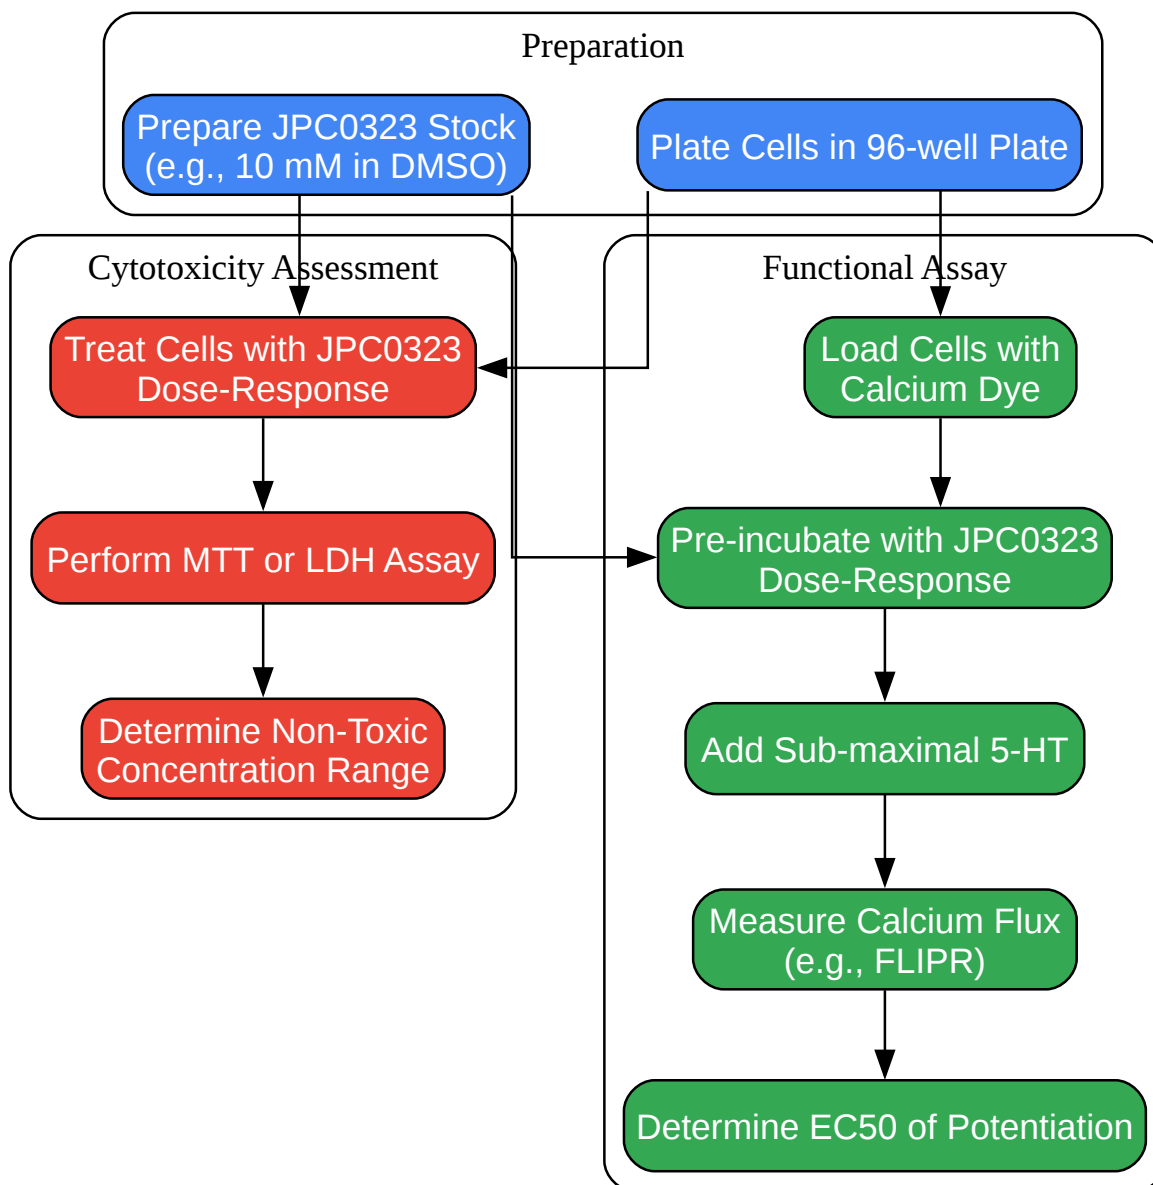 Preparation
Prepare JPC0323 Stock
(e.g., 10 mM in DMSO)
Plate Cells in 96-well Plate
Cytotoxicity Assessment
Treat Cells with JPC0323
Dose-Response
Perform MTT or LDH Assay
Determine Non-Toxic
Concentration Range
Functional Assay
Load Cells with
Calcium Dye
Pre-incubate with JPC0323
Dose-Response
Add Sub-maximal 5-HT
Measure Calcium Flux
(e.g., FLIPR)
Determine EC50 of Potentiation